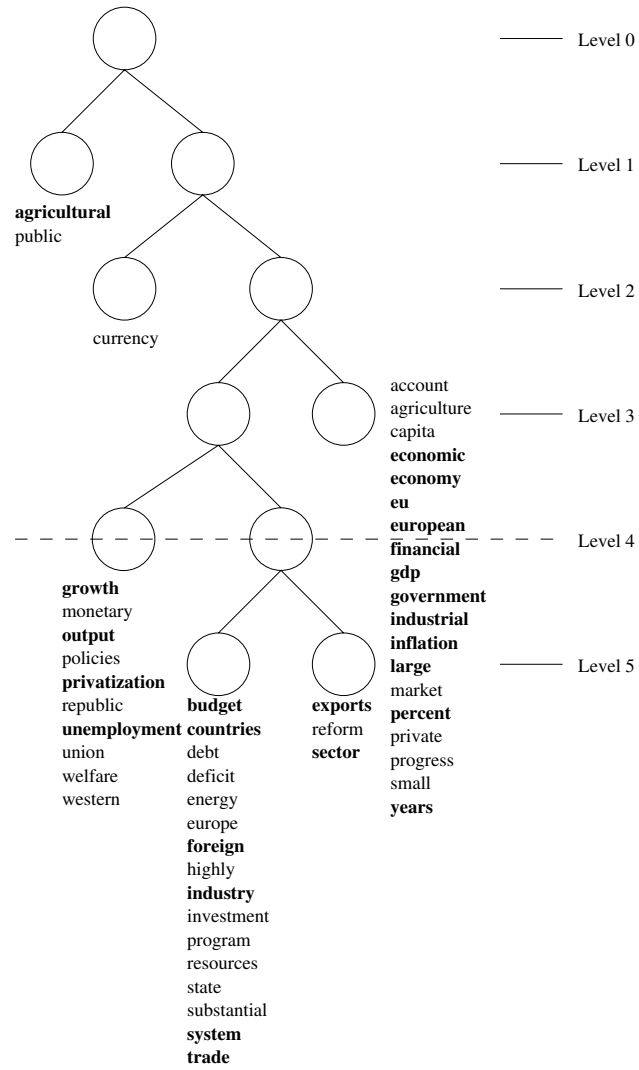 Level 0
Level 1
agricultural
public
Level 2
currency
Level 3
account
agriculture
capita
economic
economy
eu
european
financial
gdp
government
industrial
inflation
large
market
percent
private
progress
small
years
Level 4
growth
monetary
output
policies
privatization
republic
unemployment
union
welfare
western
Level 5
budget
countries
debt
deficit
energy
europe
foreign
highly
industry
investment
program
resources
state
substantial
system
trade
exports
reform
sector